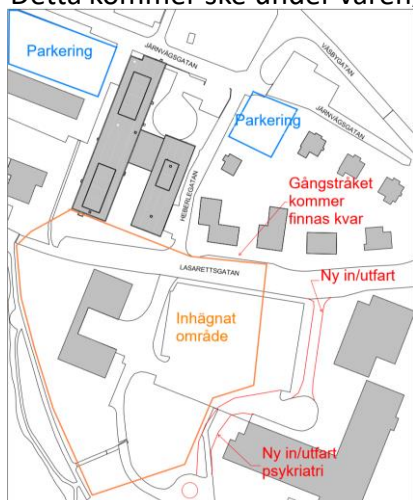 Detta kommer ske under våren,
Parkering
JÄRNVÄGSGATAN
VÄSBYGATAN
JÄRNVÄGSGATAN
Parkering
HEBERLEGATAN
Gångstråket
kommer
finnas kvar
LASARETTSGATAN
Ny in/utfart
Inhägnat
område
Ny in/utfart
psykriatri